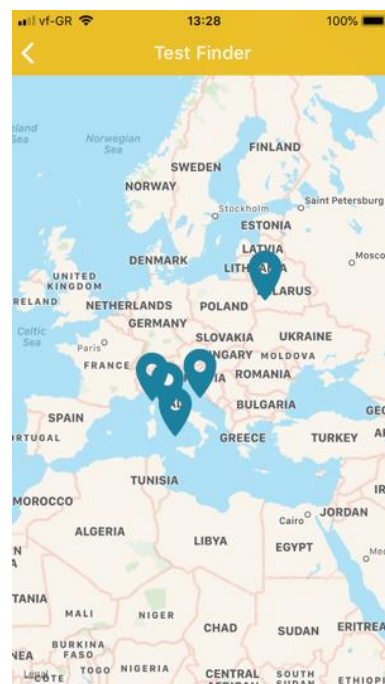 vf-GR 13:28 100%
Test Finder
Norwegian
Sea
FINLAND
SWEDEN
NORWAY
Saint Petersburg
Stockholm
ESTONIA
LATVIA
DENMARK
UNITED
KINGDOM
NETHERLANDS
POLAND
GERMANY
Celtic
Sea
Paris
SLOVAKIA
UKRAINE
FRANCE
MOLDOVA
ROMANIA
BULGARIA
SPAIN
GREECE
TURKEY
TUNISIA
MOROCCO
JORDAN
Cairo
ALGERIA
LIBYA
EGYPT
MALI
NIGER
CHAD
SUDAN
ERITREA
BURKINA
FASO
TOGO
NIGERIA
CENTRAL
SOUTH
Legal